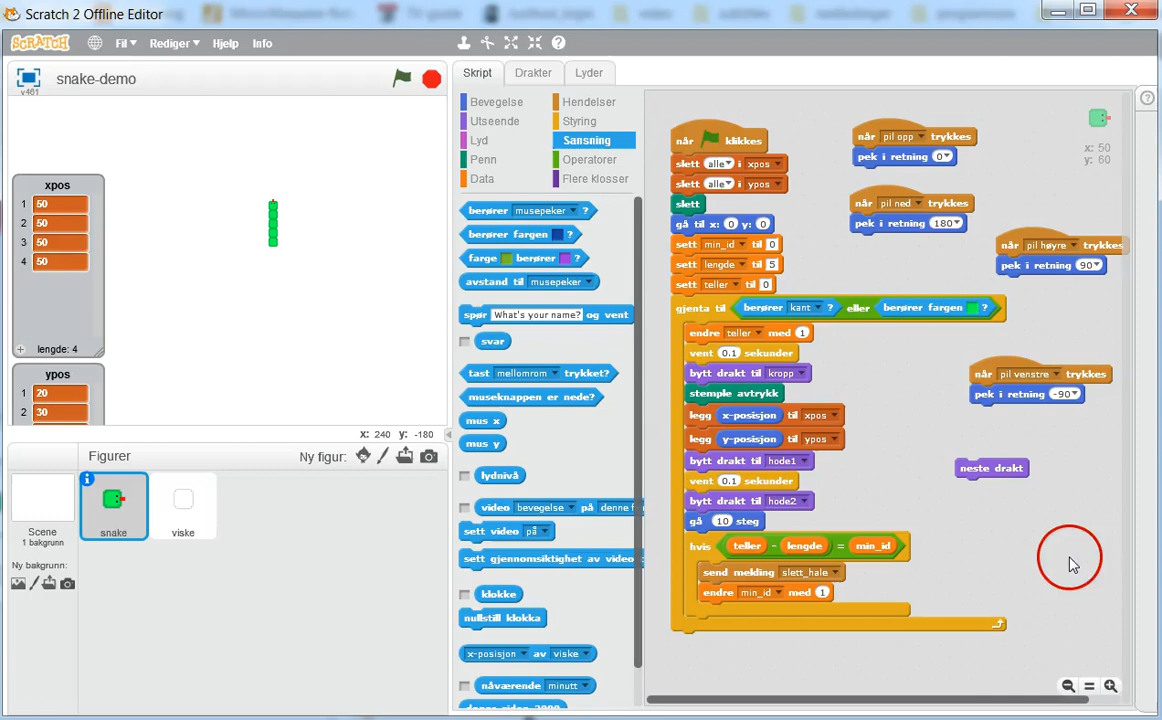 Scratch 2 Offline Editor
SCRATCH
Fil
Rediger
Hjelp
Info
v461
snake-demo
xpos
1 50
2 50
3 50
4 50
lengde: 4
ypos
1 20
2 30
x: 240 y: -180
Figurer
Ny figur:
Scene
1 bakgrunn
Ny bakgrunn:
snake
viske
Skript
Drakter
Lyder
Bevegelse
Hendelser
Utseende
Styring
Lyd
Sansning
Penn
Operatorer
Data
Flere klosser
berører musepeker ?
berører fargen ?
farge berører ?
avstand til musepeker
spør What's your name? og vent
svar
tast mellomrom trykket?
museknappen er nede?
mus x
mus y
lydnivå
video bevegelse på denne f
sett video på
sett gjennomsiktighet av video
klokke
nullstill klokka
x-posisjon av viske
nåværende minutt
når klikkes
slett alle i xpos
slett alle i ypos
slett
gå til x: 0 y: 0
sett min_id til 0
sett lengde til 5
sett teller til 0
gjenta til berører kant ? eller berører fargen ?
endre teller med 1
vent 0.1 sekunder
bytt drakt til kropp
stemple avtrykk
legg x-posisjon til xpos
legg y-posisjon til ypos
bytt drakt til hode1
vent 0.1 sekunder
bytt drakt til hode2
gå 10 steg
hvis teller - lengde = min_id
send melding slett_hale
endre min_id med 1
når pil opp trykkes
pek i retning 0
når pil ned trykkes
pek i retning 180
når pil høyre trykkes
pek i retning 90
når pil venstre trykkes
pek i retning -90
neste drakt
x: 50
y: 60